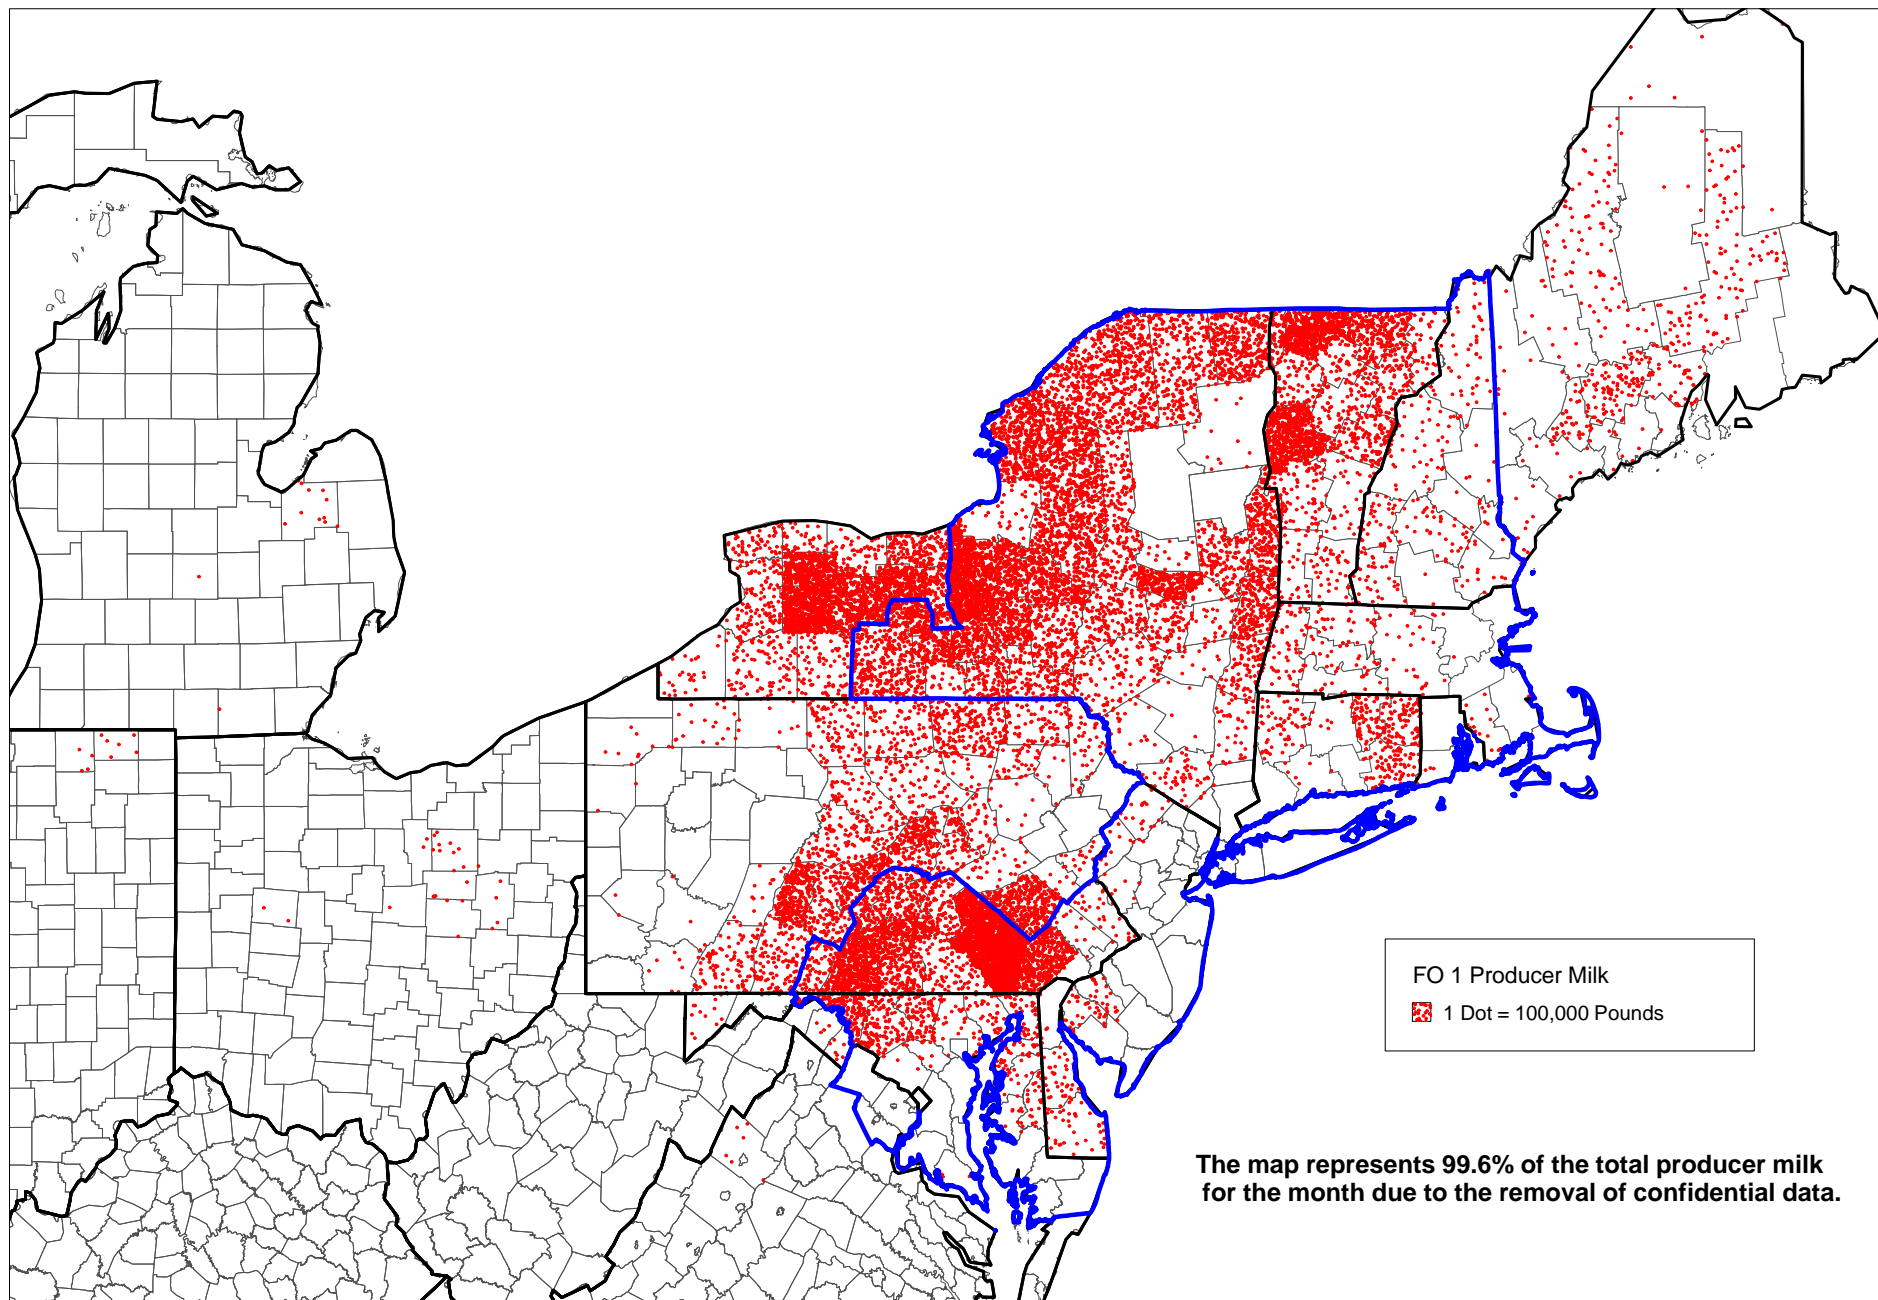 FO 1 Producer Milk
1 Dot = 100,000 Pounds
The map represents 99.6% of the total producer milk
for the month due to the removal of confidential data.